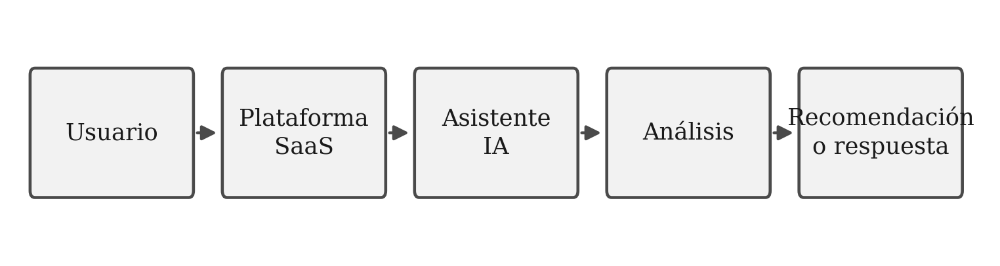 Usuario
Plataforma
SaaS
Asistente
IA
Análisis
Recomendación
o respuesta